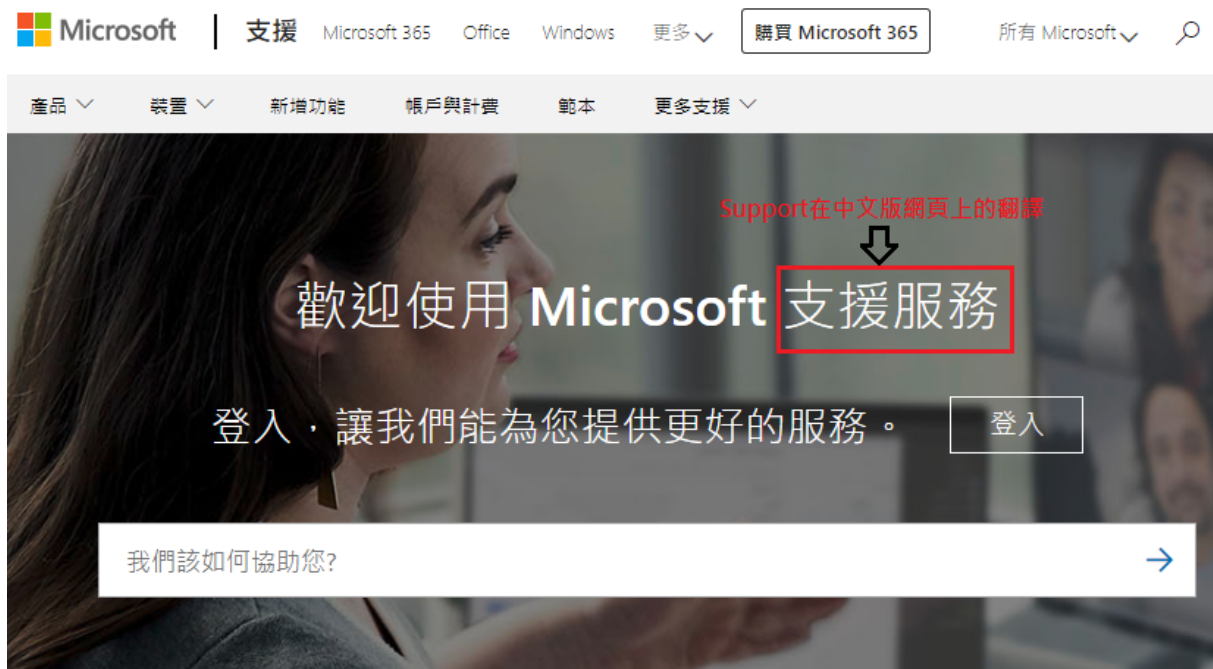 Microsoft 支援 Microsoft 365 Office Windows 更多 購買 Microsoft 365 所有 Microsoft
產品 裝置 新增功能 帳戶與計費 範本 更多支援
Support在中文版網頁上的翻譯
歡迎使用 Microsoft 支援服務
登入，讓我們能為您提供更好的服務。 登入
我們該如何協助您?